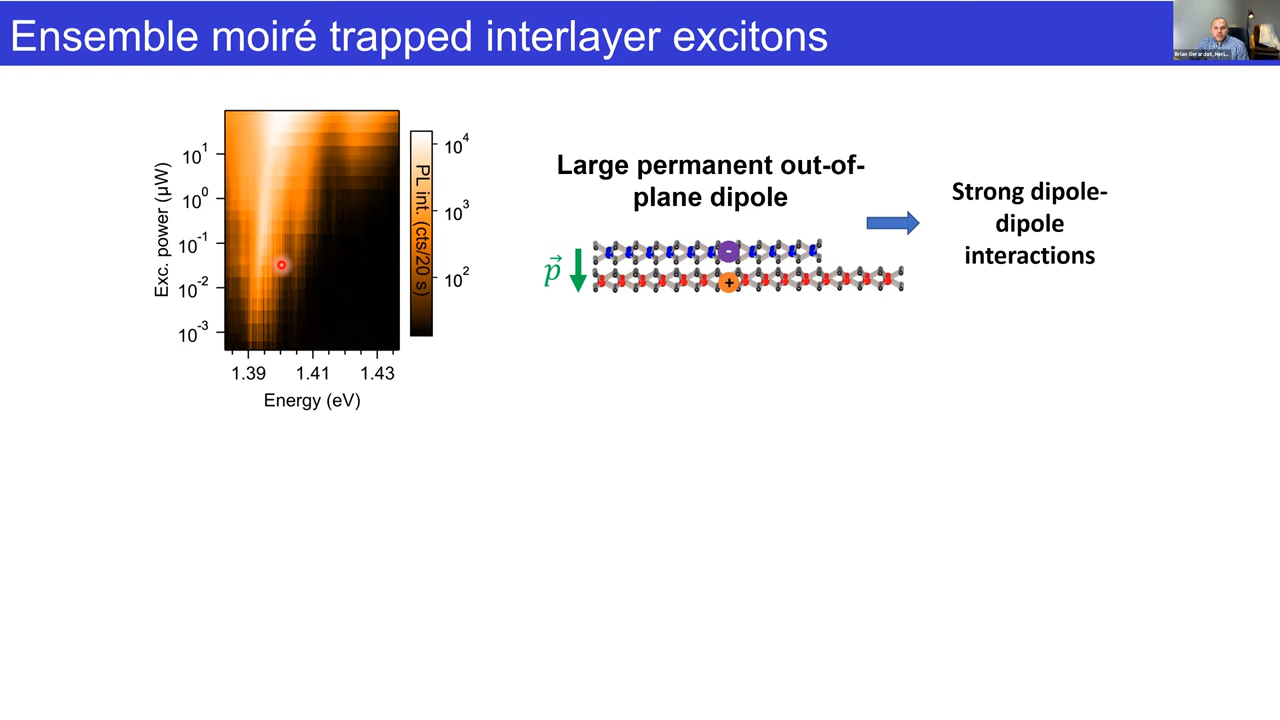 Ensemble moiré trapped interlayer excitons
Exc. power (μW)
10^1
10^0
10^-1
10^-2
10^-3
1.39
1.41
1.43
Energy (eV)
PL int. (cts/20 s)
10^4
10^3
10^2
Large permanent out-of-
plane dipole
p⃗
-
+
Strong dipole-
dipole
interactions